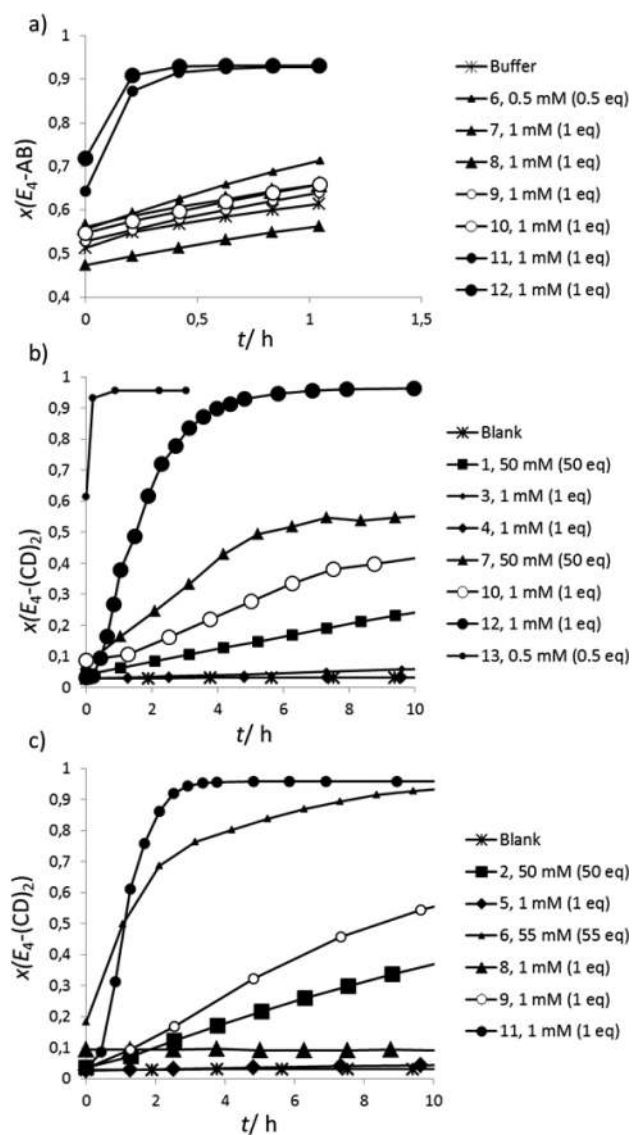 a)
1
0,9
0,8
0,7
0,6
0,5
0,4
x(E₄-AB)
0
0,5
1
1,5
t/ h
Buffer
6, 0.5 mM (0.5 eq)
7, 1 mM (1 eq)
8, 1 mM (1 eq)
9, 1 mM (1 eq)
10, 1 mM (1 eq)
11, 1 mM (1 eq)
12, 1 mM (1 eq)
b)
1
0,9
0,8
0,7
0,6
0,5
0,4
0,3
0,2
0,1
0
x(E₄-(CD)₂)
0
2
4
6
8
10
t/ h
Blank
1, 50 mM (50 eq)
3, 1 mM (1 eq)
4, 1 mM (1 eq)
7, 50 mM (50 eq)
10, 1 mM (1 eq)
12, 1 mM (1 eq)
13, 0.5 mM (0.5 eq)
c)
1
0,9
0,8
0,7
0,6
0,5
0,4
0,3
0,2
0,1
0
x(E₄-(CD)₂)
0
2
4
6
8
10
t/ h
Blank
2, 50 mM (50 eq)
5, 1 mM (1 eq)
6, 55 mM (55 eq)
8, 1 mM (1 eq)
9, 1 mM (1 eq)
11, 1 mM (1 eq)